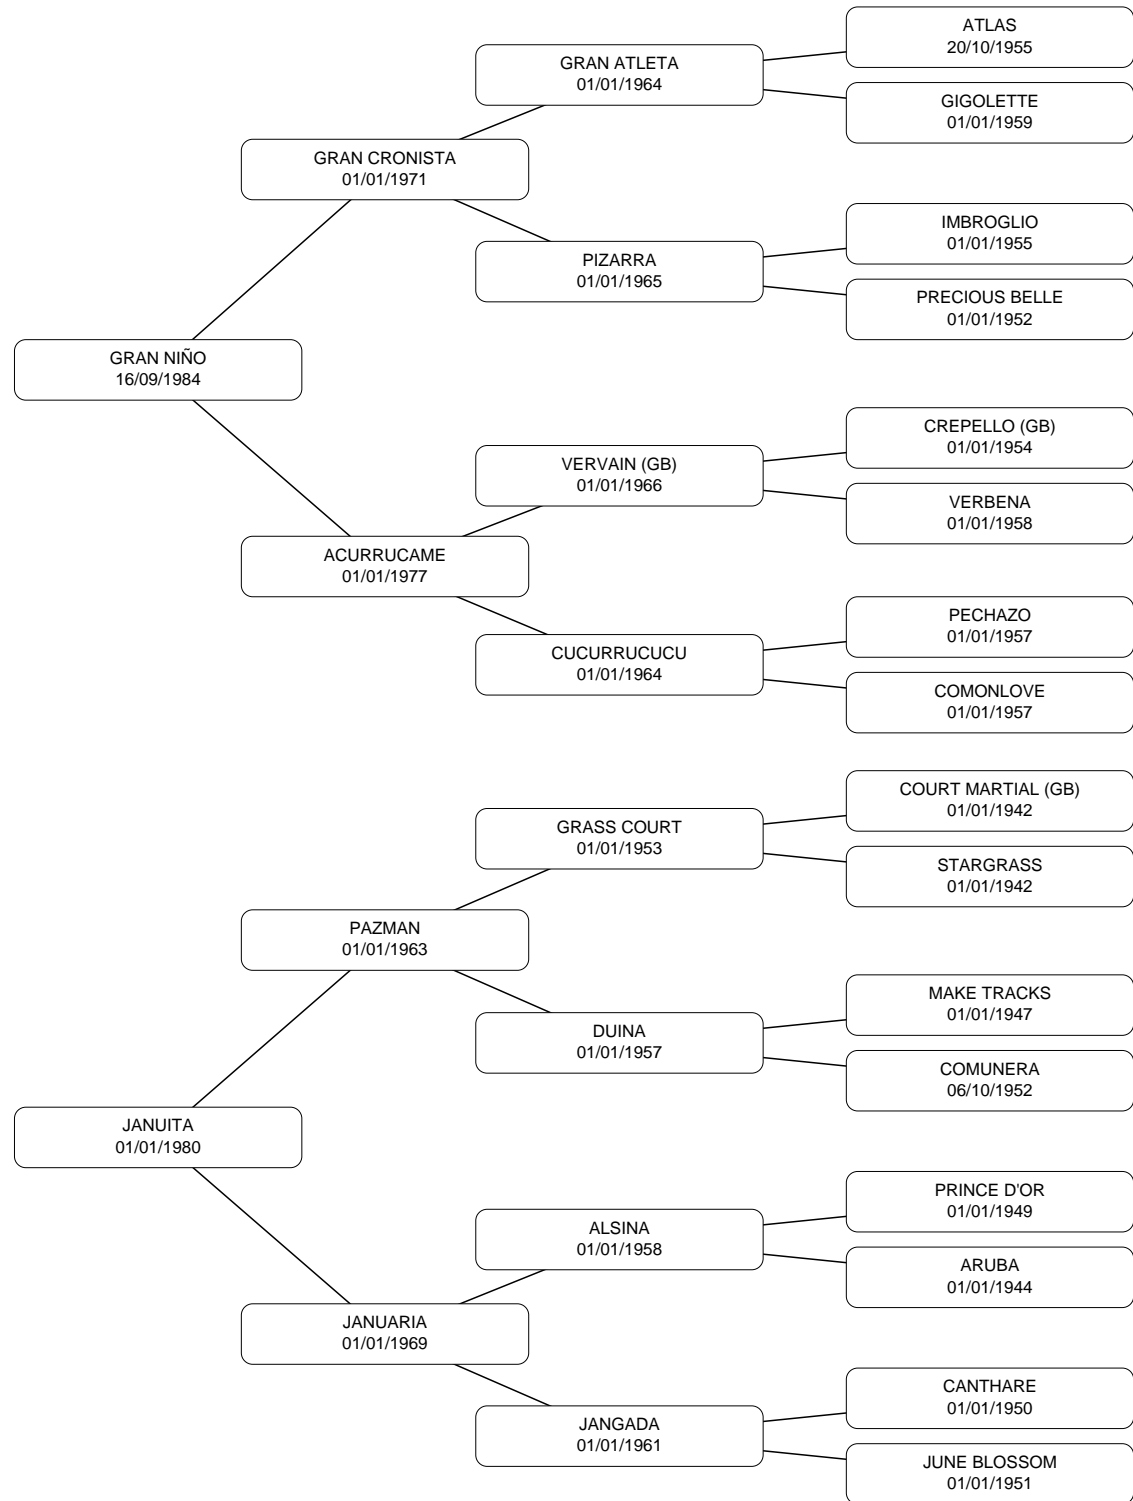 ATLAS
20/10/1955
GRAN ATLETA
01/01/1964
GIGOLETTE
01/01/1959
GRAN CRONISTA
01/01/1971
IMBROGLIO
01/01/1955
PIZARRA
01/01/1965
PRECIOUS BELLE
01/01/1952
GRAN NIÑO
16/09/1984
CREPELLO (GB)
01/01/1954
VERVAIN (GB)
01/01/1966
VERBENA
01/01/1958
ACURRUCAME
01/01/1977
PECHAZO
01/01/1957
CUCURRUCUCU
01/01/1964
COMONLOVE
01/01/1957
COURT MARTIAL (GB)
01/01/1942
GRASS COURT
01/01/1953
STARGRASS
01/01/1942
PAZMAN
01/01/1963
MAKE TRACKS
01/01/1947
DUINA
01/01/1957
COMUNERA
06/10/1952
JANUITA
01/01/1980
PRINCE D'OR
01/01/1949
ALSINA
01/01/1958
ARUBA
01/01/1944
JANUARIA
01/01/1969
CANTHARE
01/01/1950
JANGADA
01/01/1961
JUNE BLOSSOM
01/01/1951